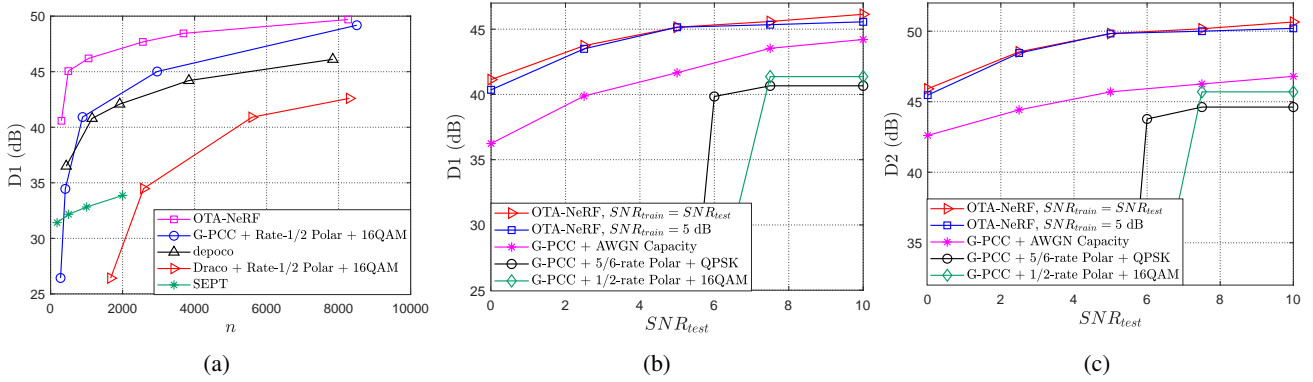 50
45
40
35
30
25
D1 (dB)
OTA-NeRF
G-PCC + Rate-1/2 Polar + 16QAM
depoco
Draco + Rate-1/2 Polar + 16QAM
SEPT
0 2000 4000 6000 8000 10000
n
(a)
45
40
35
30
25
D1 (dB)
OTA-NeRF, SNR_train = SNR_test
OTA-NeRF, SNR_train = 5 dB
G-PCC + AWGN Capacity
G-PCC + 5/6-rate Polar + QPSK
G-PCC + 1/2-rate Polar + 16QAM
0 2 4 6 8 10
SNR_test
(b)
50
45
40
35
D2 (dB)
OTA-NeRF, SNR_train = SNR_test
OTA-NeRF, SNR_train = 5 dB
G-PCC + AWGN Capacity
G-PCC + 5/6-rate Polar + QPSK
G-PCC + 1/2-rate Polar + 16QAM
0 2 4 6 8 10
SNR_test
(c)